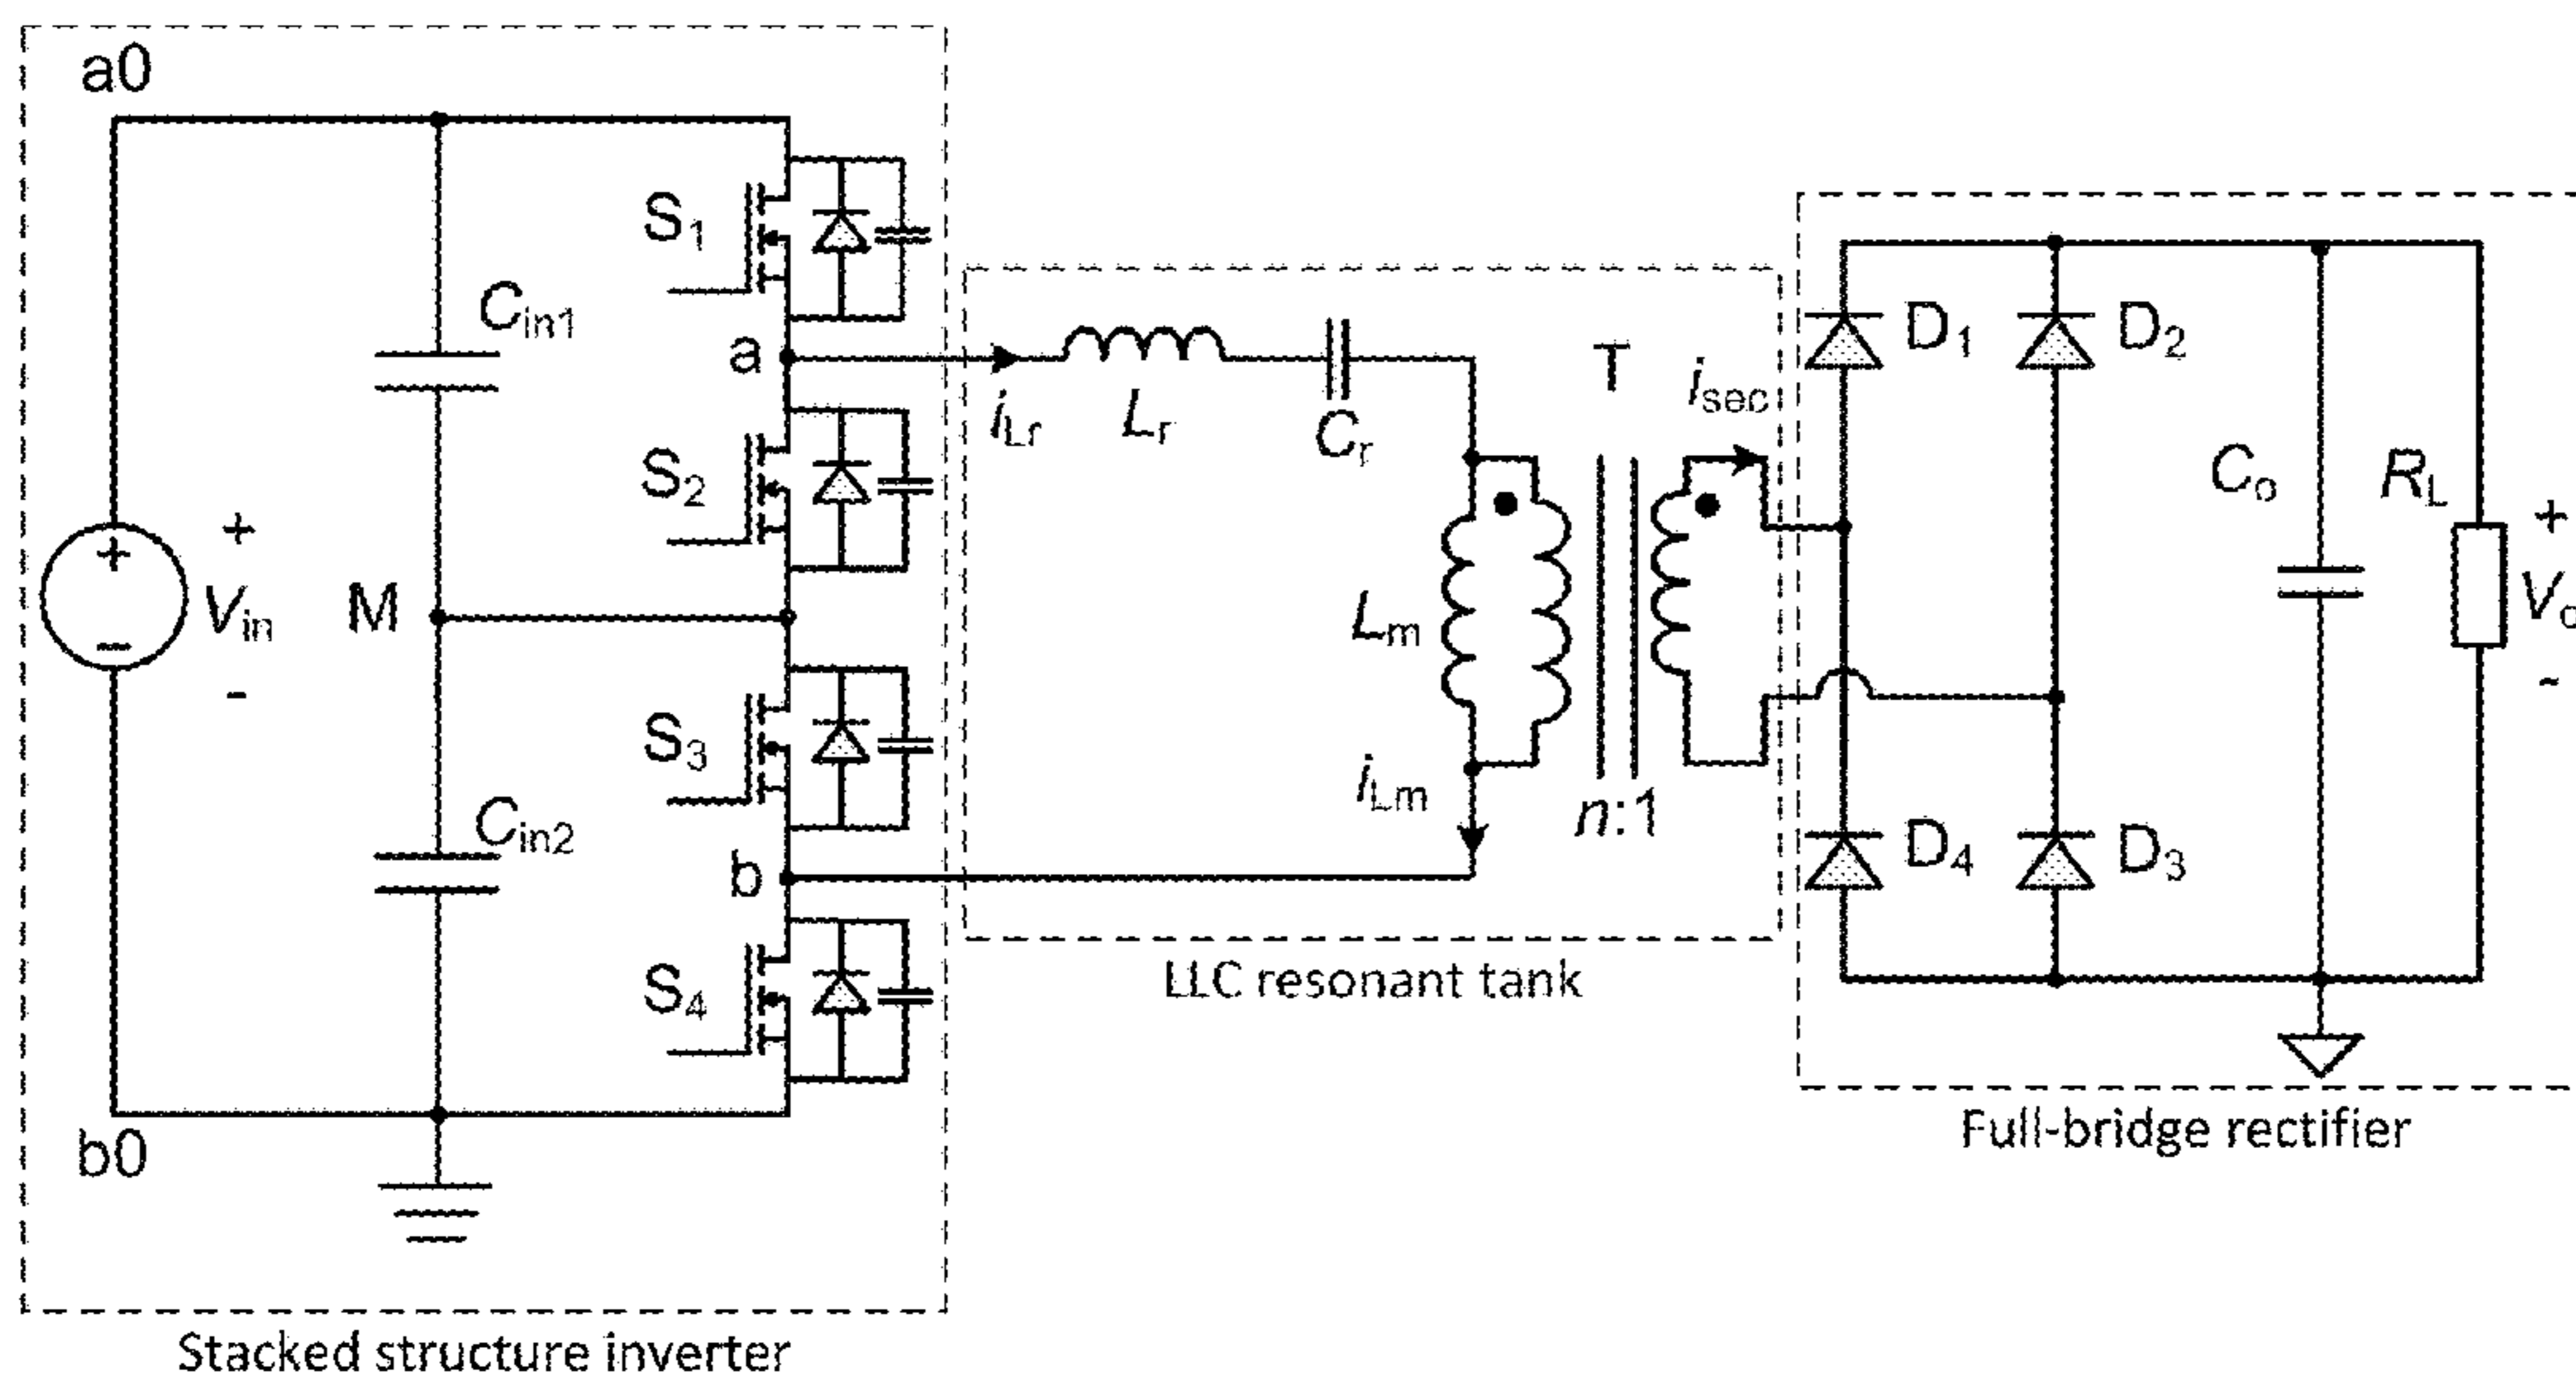 a0
S1
Cin1
a
iLr
Lr
Cr
T
isec
D1
D2
S2
Co
RL
+
+
+
Vin
M
Lm
Vo
-
-
-
S3
iLm
n:1
Cin2
b
D4
D3
S4
LLC resonant tank
b0
Full-bridge rectifier
Stacked structure inverter